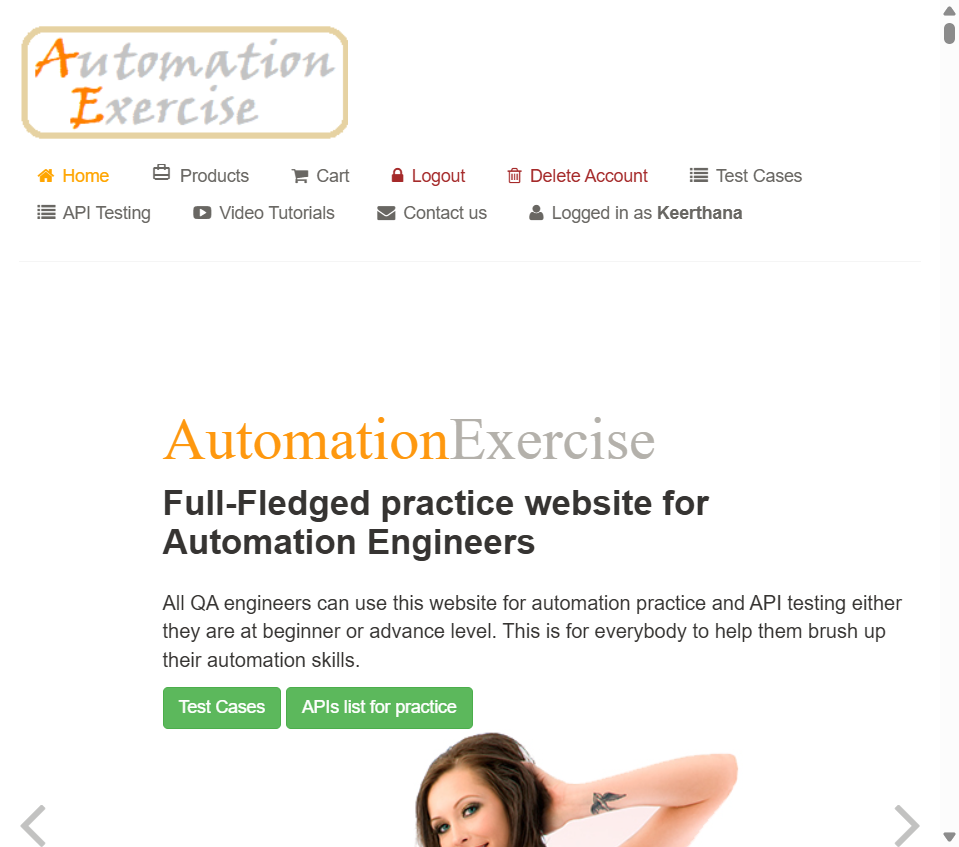 Automation
Exercise
Home Products Cart Logout Delete Account Test Cases
API Testing Video Tutorials Contact us Logged in as Keerthana
AutomationExercise
Full-Fledged practice website for
Automation Engineers
All QA engineers can use this website for automation practice and API testing either
they are at beginner or advance level. This is for everybody to help them brush up
their automation skills.
Test Cases APIs list for practice